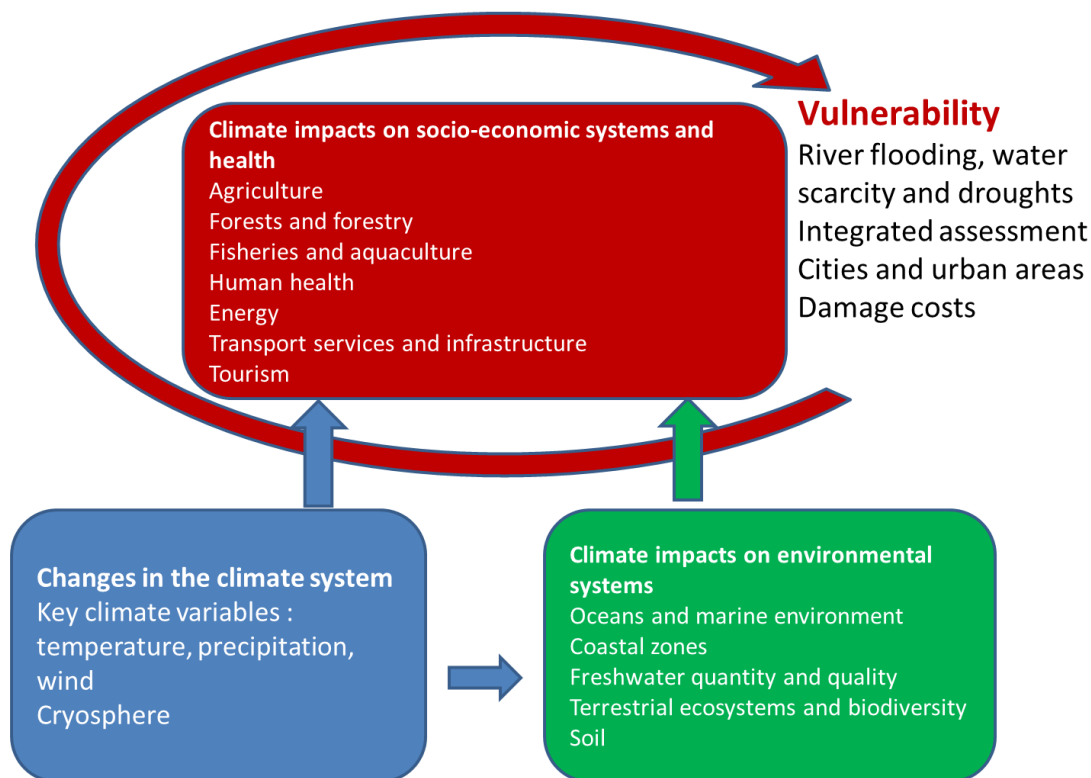 Climate impacts on socio-economic systems and
health
Agriculture
Forests and forestry
Fisheries and aquaculture
Human health
Energy
Transport services and infrastructure
Tourism
Vulnerability
River flooding, water
scarcity and droughts
Integrated assessment
Cities and urban areas
Damage costs
Changes in the climate system
Key climate variables :
temperature, precipitation,
wind
Cryosphere
Climate impacts on environmental
systems
Oceans and marine environment
Coastal zones
Freshwater quantity and quality
Terrestrial ecosystems and biodiversity
Soil